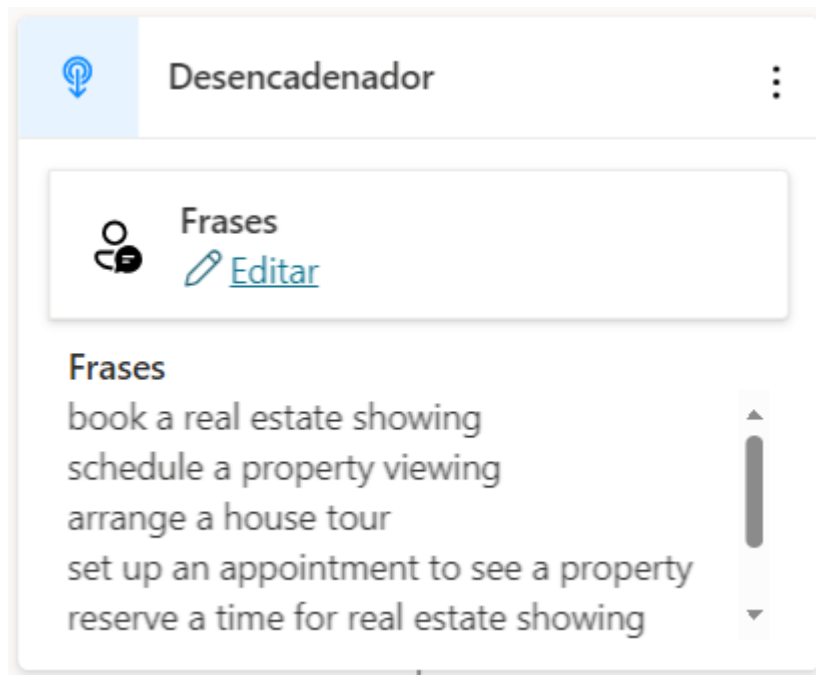 Desencadenador
Frases
Editar
Frases
book a real estate showing
schedule a property viewing
arrange a house tour
set up an appointment to see a property
reserve a time for real estate showing